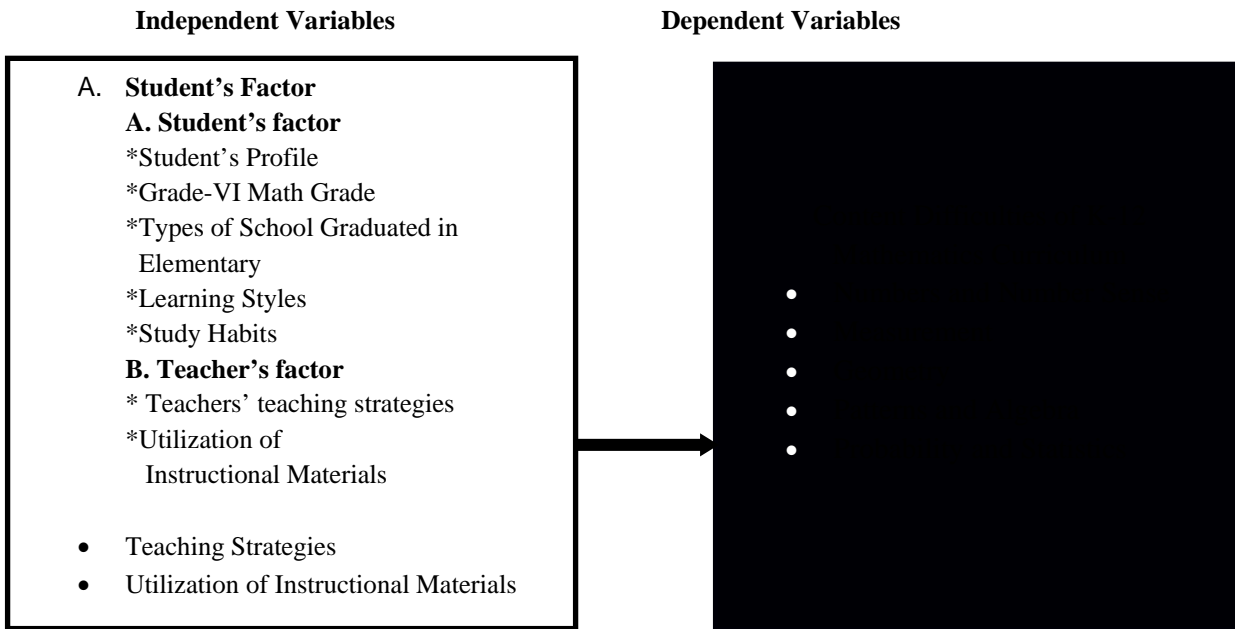 Independent Variables
Dependent Variables
A. Student's Factor
A. Student's factor
*Student's Profile
*Grade-VI Math Grade
*Types of School Graduated in
Elementary
*Learning Styles
*Study Habits
B. Teacher's factor
* Teachers' teaching strategies
*Utilization of
Instructional Materials
• Teaching Strategies
• Utilization of Instructional Materials